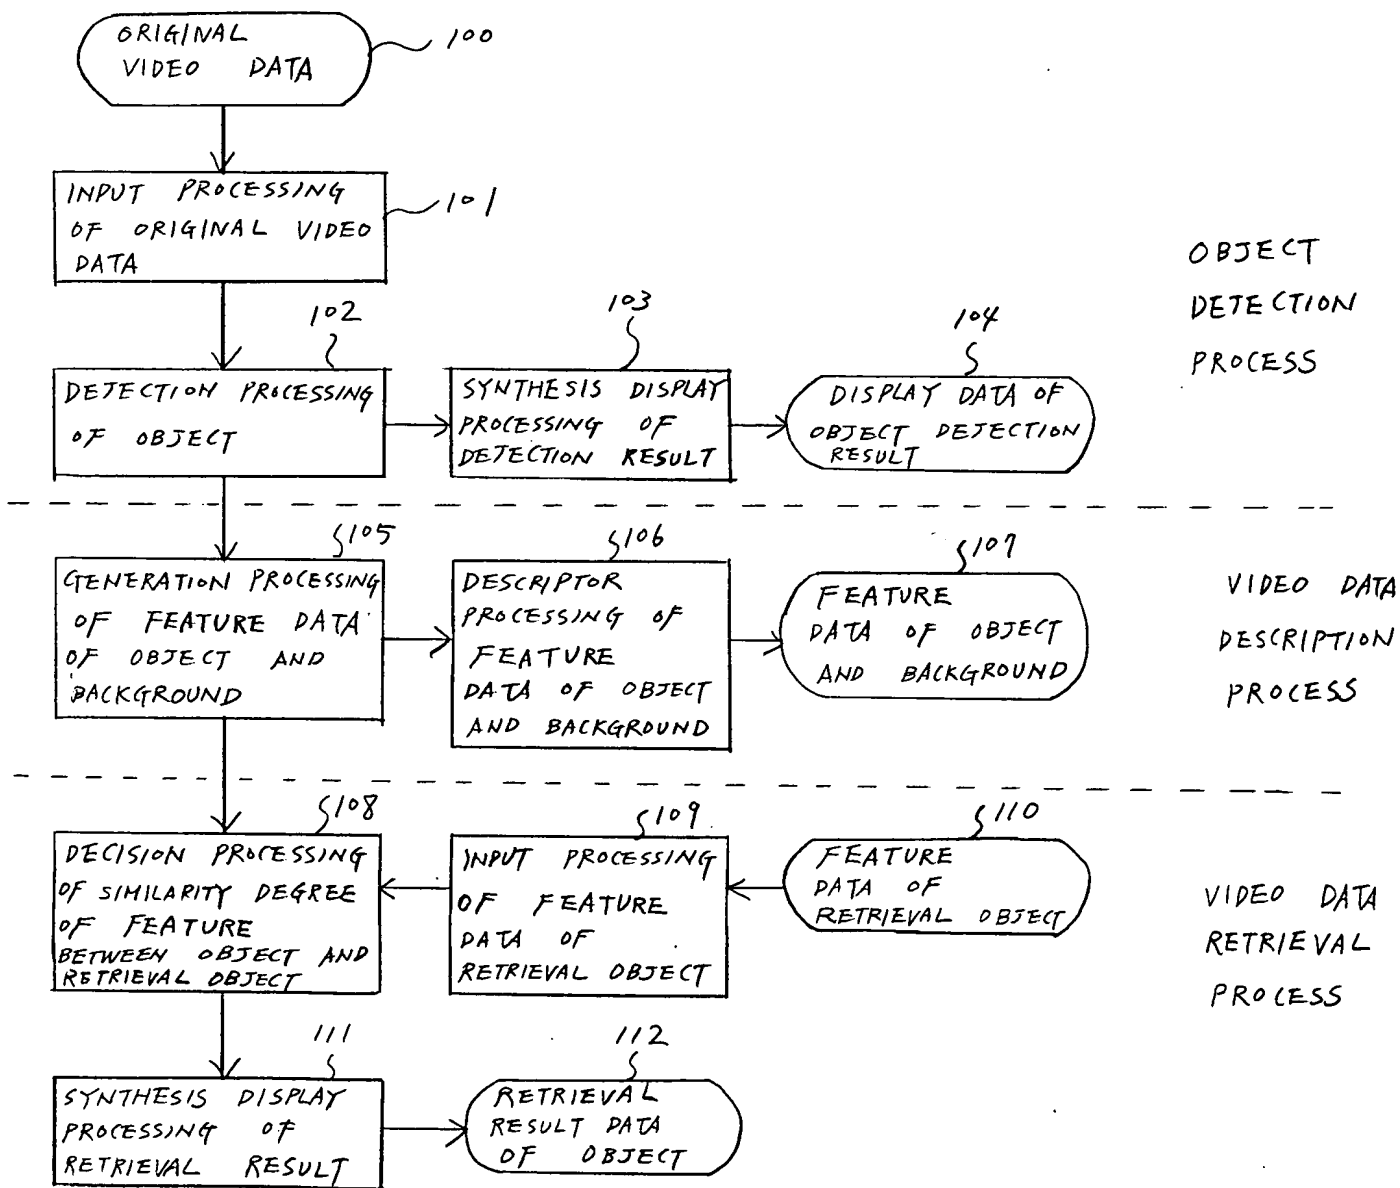 ORIGINAL
VIDEO DATA
100
INPUT PROCESSING
OF ORIGINAL VIDEO
DATA
101
OBJECT
DETECTION
PROCESS
102
DETECTION PROCESSING
OF OBJECT
103
SYNTHESIS DISPLAY
PROCESSING OF
DETECTION RESULT
104
DISPLAY DATA OF
OBJECT DETECTION
RESULT
105
GENERATION PROCESSING
OF FEATURE DATA
OF OBJECT AND
BACKGROUND
106
DESCRIPTOR
PROCESSING OF
FEATURE
DATA OF OBJECT
AND BACKGROUND
107
FEATURE
DATA OF OBJECT
AND BACKGROUND
VIDEO DATA
DESCRIPTION
PROCESS
108
DECISION PROCESSING
OF SIMILARITY DEGREE
OF FEATURE
BETWEEN OBJECT AND
RETRIEVAL OBJECT
109
INPUT PROCESSING
OF FEATURE
DATA OF
RETRIEVAL OBJECT
110
FEATURE
DATA OF
RETRIEVAL OBJECT
VIDEO DATA
RETRIEVAL
PROCESS
111
SYNTHESIS DISPLAY
PROCESSING OF
RETRIEVAL RESULT
112
RETRIEVAL
RESULT DATA
OF OBJECT